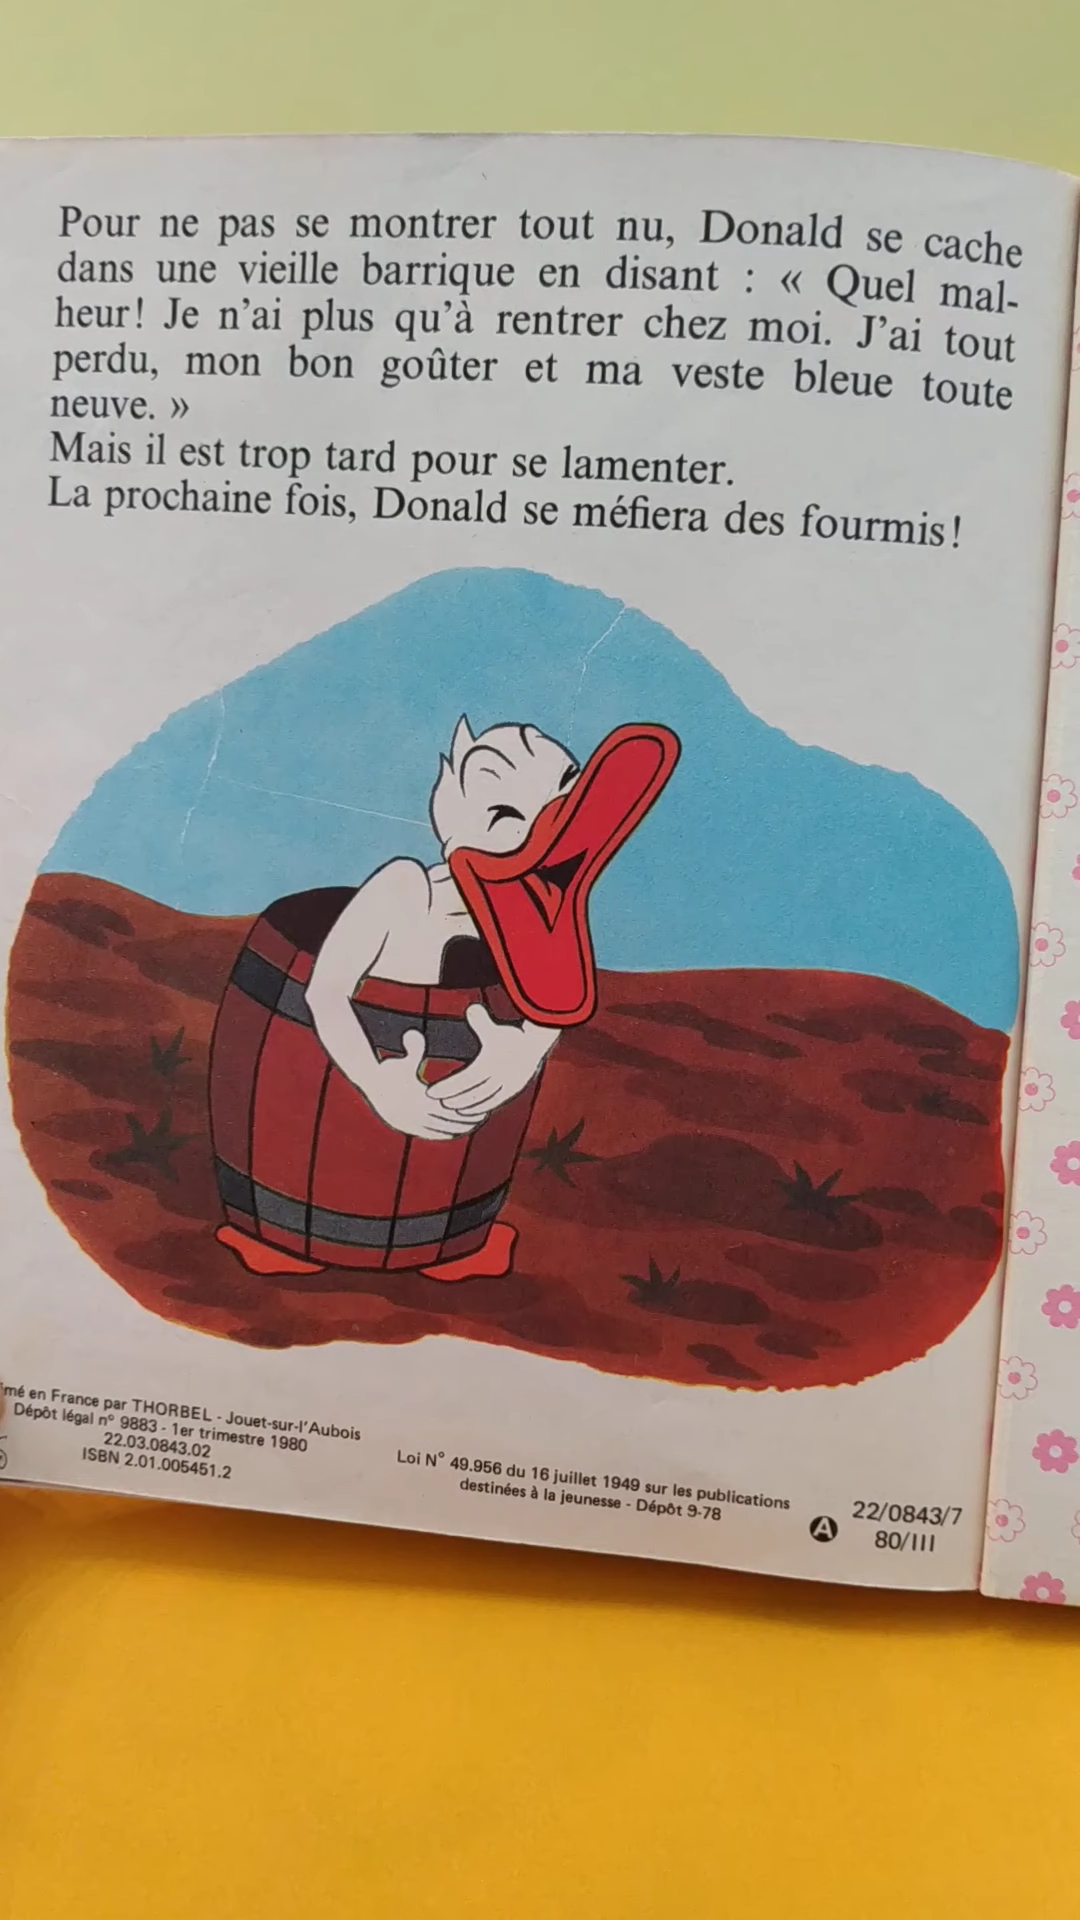 Pour ne pas se montrer tout nu, Donald se cache
dans une vieille barrique en disant : « Quel mal-
heur! Je n'ai plus qu'à rentrer chez moi. J'ai tout
perdu, mon bon goûter et ma veste bleue toute
neuve. »
Mais il est trop tard pour se lamenter.
La prochaine fois, Donald se méfiera des fourmis!
mé en France par THORBEL - Jouet-sur-l'Aubois
Dépôt légal n° 9883 - 1er trimestre 1980
22.03.0843.02
ISBN 2.01.005451.2
Loi N° 49.956 du 16 juillet 1949 sur les publications
destinées à la jeunesse - Dépôt 9-78
A
22/0843/7
80/III